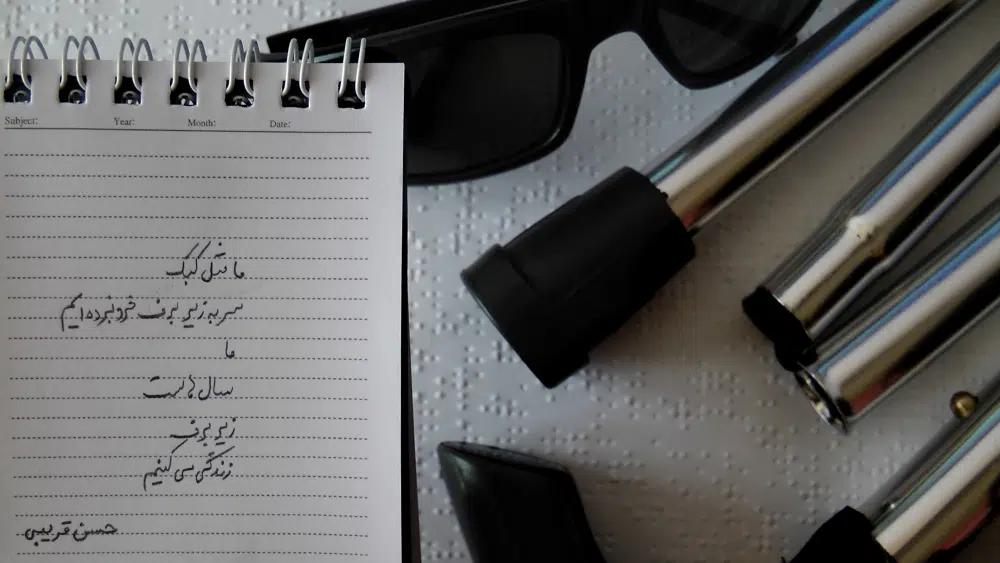 Subject: Year: Month: Date:
ما مثل کبک
سر به زیر برف فرو نبرده ایم
ما
سال هاست
زیر برف
زندگی می کنیم
حسن قریبی